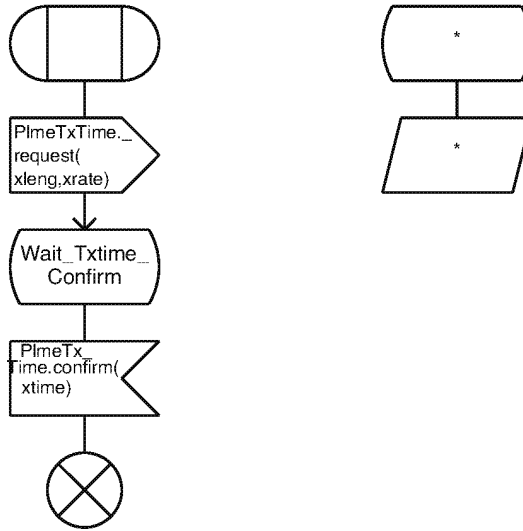 PlmeTxTime._
request(
xleng,xrate)
Wait_Txtime_
Confirm
PlmeTx_
Time.confirm(
xtime)
*
*